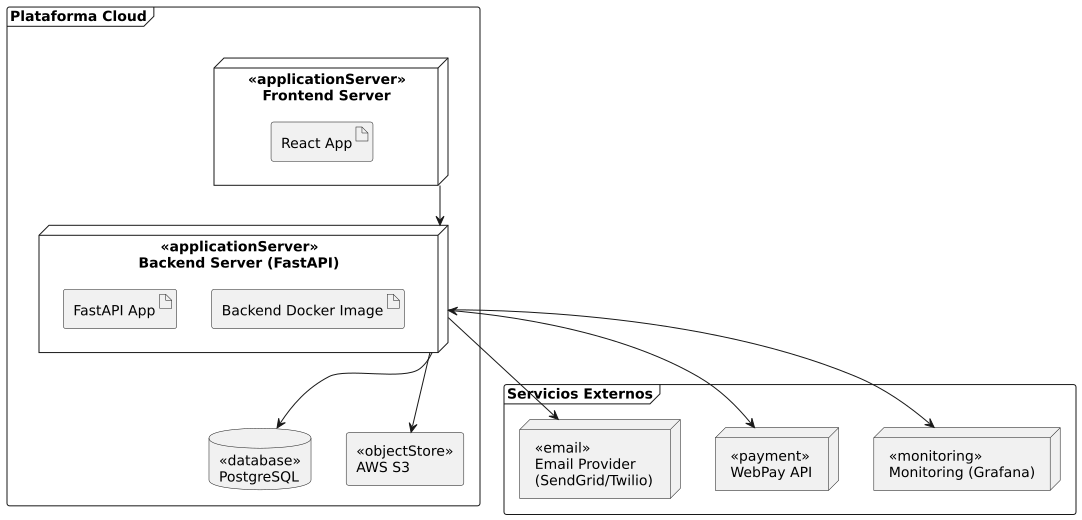 Plataforma Cloud
«applicationServer»
Frontend Server
React App
«applicationServer»
Backend Server (FastAPI)
FastAPI App
Backend Docker Image
«database»
PostgreSQL
«objectStore»
AWS S3
Servicios Externos
«email»
Email Provider
(SendGrid/Twilio)
«payment»
WebPay API
«monitoring»
Monitoring (Grafana)